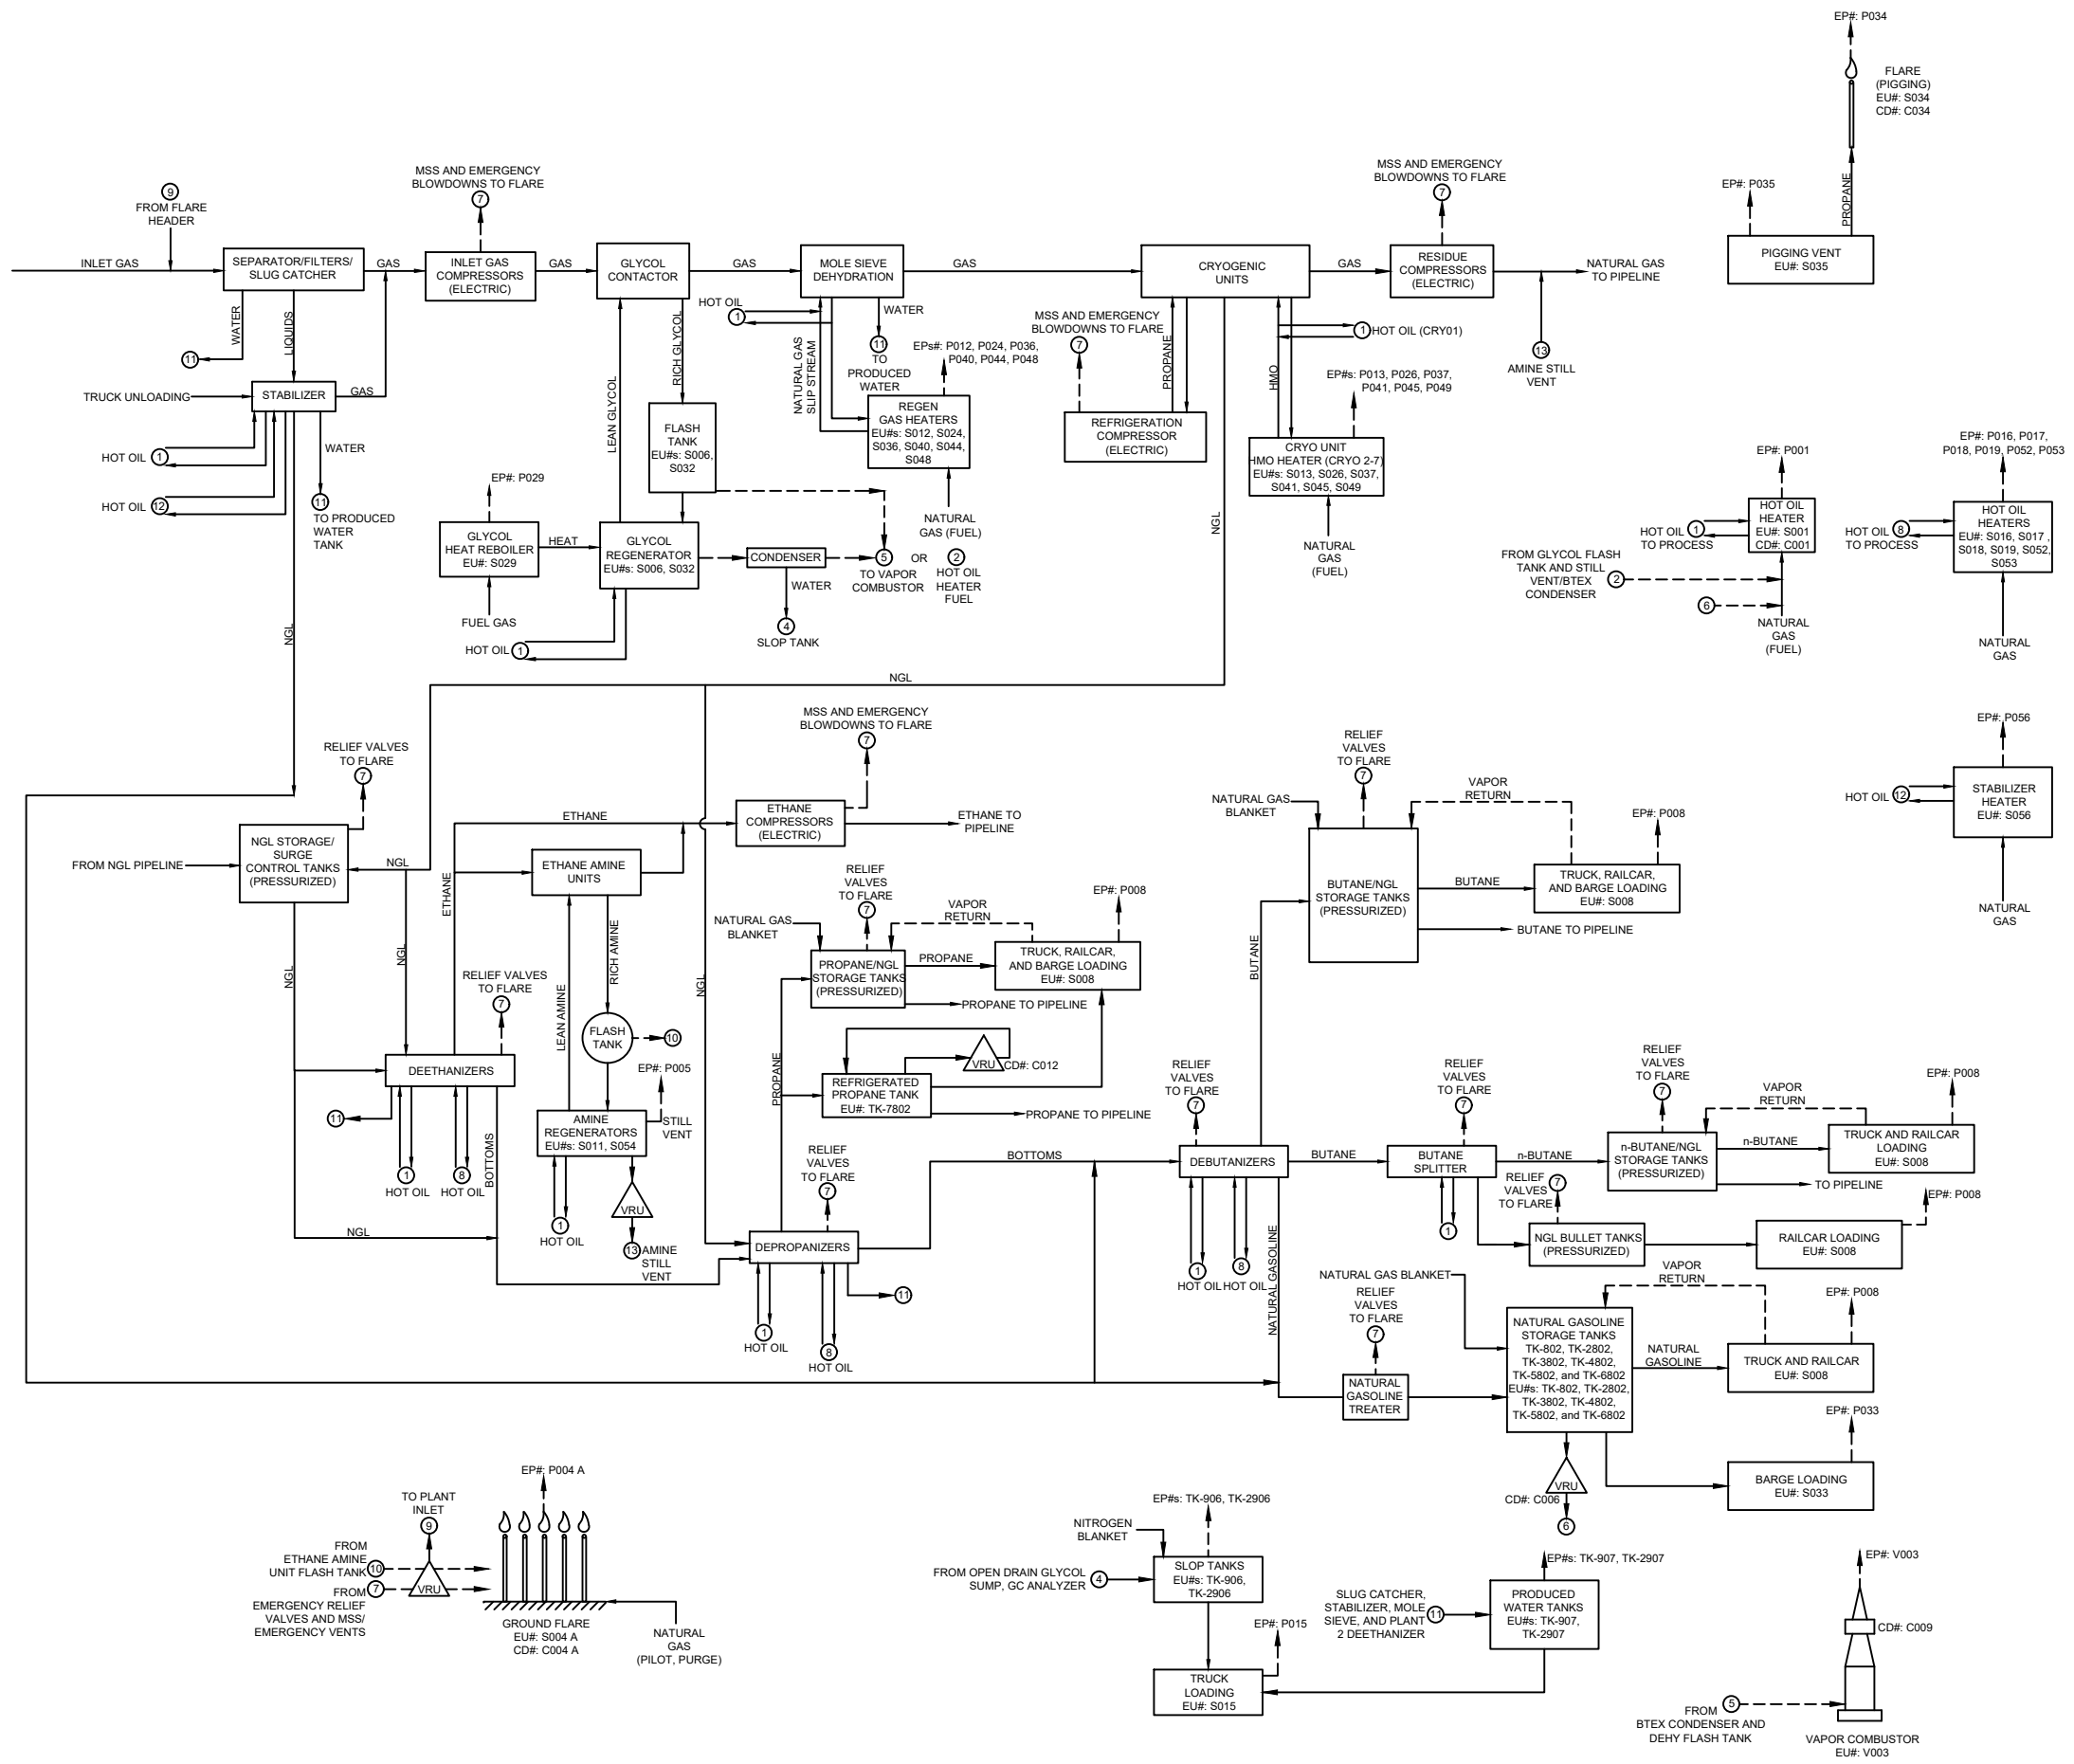 EP#: P034
FLARE
(PIGGING)
EU#: S034
CD#: C034
PROPANE
EP#: P035
PIGGING VENT
EU#: S035
9
FROM FLARE
HEADER
INLET GAS
SEPARATOR/FILTERS/
SLUG CATCHER
GAS
WATER
11
LIQUIDS
TRUCK UNLOADING
STABILIZER
GAS
HOT OIL 1
HOT OIL 12
WATER
11
TO PRODUCED
WATER
TANK
NGL
MSS AND EMERGENCY
BLOWDOWNS TO FLARE
7
INLET GAS
COMPRESSORS
(ELECTRIC)
GAS
GLYCOL
CONTACTOR
GAS
LEAN GLYCOL
RICH GLYCOL
FLASH
TANK
EU#s: S006,
S032
EP#: P029
GLYCOL
HEAT REBOILER
EU#: S029
HEAT
FUEL GAS
GLYCOL
REGENERATOR
EU#s: S006, S032
HOT OIL 1
CONDENSER
WATER
4
SLOP TANK
5
TO VAPOR
COMBUSTOR
OR
2
HOT OIL
HEATER
FUEL
MOLE SIEVE
DEHYDRATION
GAS
HOT OIL
1
NATURAL GAS
SLIP STREAM
WATER
11
TO
PRODUCED
WATER
EPs#: P012, P024, P036,
P040, P044, P048
REGEN
GAS HEATERS
EU#s: S012, S024,
S036, S040, S044,
S048
NATURAL
GAS (FUEL)
CRYOGENIC
UNITS
GAS
MSS AND EMERGENCY
BLOWDOWNS TO FLARE
7
PROPANE
REFRIGERATION
COMPRESSOR
(ELECTRIC)
NGL
HMO
1 HOT OIL (CRY01)
EP#s: P013, P026, P037,
P041, P045, P049
CRYO UNIT
HMO HEATER (CRYO 2-7)
EU#s: S013, S026, S037,
S041, S045, S049
NATURAL
GAS
(FUEL)
MSS AND EMERGENCY
BLOWDOWNS TO FLARE
7
RESIDUE
COMPRESSORS
(ELECTRIC)
NATURAL GAS
TO PIPELINE
13
AMINE STILL
VENT
EP#: P001
HOT OIL
HEATER
EU#: S001
CD#: C001
HOT OIL 1
TO PROCESS
FROM GLYCOL FLASH
TANK AND STILL
VENT/BTEX
CONDENSER
2
6
NATURAL
GAS
(FUEL)
EP#: P016, P017,
P018, P019, P052, P053
HOT OIL
HEATERS
EU#: S016, S017,
S018, S019, S052,
S053
HOT OIL 8
TO PROCESS
NATURAL
GAS
NGL
EP#: P056
HOT OIL 12
STABILIZER
HEATER
EU#: S056
NATURAL
GAS
RELIEF VALVES
TO FLARE
7
NGL STORAGE/
SURGE
CONTROL TANKS
(PRESSURIZED)
FROM NGL PIPELINE
NGL
NGL
NGL
NGL
ETHANE
ETHANE
MSS AND EMERGENCY
BLOWDOWNS TO FLARE
7
ETHANE
COMPRESSORS
(ELECTRIC)
ETHANE TO
PIPELINE
ETHANE AMINE
UNITS
LEAN AMINE
RICH AMINE
FLASH
TANK
10
EP#: P005
STILL
VENT
AMINE
REGENERATORS
EU#s: S011, S054
1
HOT OIL
VRU
13 AMINE
STILL
VENT
RELIEF VALVES
TO FLARE
7
DEETHANIZERS
11
1
HOT OIL
8
HOT OIL
BOTTOMS
NGL
RELIEF
VALVES
TO FLARE
7
NATURAL GAS
BLANKET
PROPANE/NGL
STORAGE TANKS
(PRESSURIZED)
VAPOR
RETURN
EP#: P008
PROPANE
TRUCK, RAILCAR,
AND BARGE LOADING
EU#: S008
PROPANE TO PIPELINE
PROPANE
REFRIGERATED
PROPANE TANK
EU#: TK-7802
VRU
CD#: C012
PROPANE TO PIPELINE
RELIEF
VALVES
TO FLARE
7
DEPROPANIZERS
11
1
HOT OIL
8
HOT OIL
BOTTOMS
RELIEF
VALVES
TO FLARE
7
DEBUTANIZERS
1
HOT OIL
8
HOT OIL
NATURAL GASOLINE
BUTANE
BUTANE
NATURAL GAS
BLANKET
RELIEF
VALVES
TO FLARE
7
BUTANE/NGL
STORAGE TANKS
(PRESSURIZED)
VAPOR
RETURN
EP#: P008
BUTANE
TRUCK, RAILCAR,
AND BARGE LOADING
EU#: S008
BUTANE TO PIPELINE
RELIEF
VALVES
TO FLARE
7
BUTANE
SPLITTER
1
n-BUTANE
RELIEF
VALVES
TO FLARE
7
n-BUTANE/NGL
STORAGE TANKS
(PRESSURIZED)
VAPOR
RETURN
EP#: P008
n-BUTANE
TRUCK AND RAILCAR
LOADING
EU#: S008
TO PIPELINE
RELIEF
VALVES
TO FLARE
7
NGL BULLET TANKS
(PRESSURIZED)
EP#: P008
RAILCAR LOADING
EU#: S008
NATURAL GAS BLANKET
RELIEF
VALVES
TO FLARE
7
NATURAL
GASOLINE
TREATER
NATURAL GASOLINE
STORAGE TANKS
TK-802, TK-2802,
TK-3802, TK-4802,
TK-5802, and TK-6802
EU#s: TK-802, TK-2802,
TK-3802, TK-4802,
TK-5802, and TK-6802
VAPOR
RETURN
EP#: P008
NATURAL
GASOLINE
TRUCK AND RAILCAR
EU#: S008
EP#: P033
BARGE LOADING
EU#: S033
VRU
CD#: C006
6
EP#: P004 A
TO PLANT
INLET
9
FROM
ETHANE AMINE
UNIT FLASH TANK
10
FROM 7
EMERGENCY RELIEF
VALVES AND MSS/
EMERGENCY VENTS
VRU
GROUND FLARE
EU#: S004 A
CD#: C004 A
NATURAL
GAS
(PILOT, PURGE)
EP#s: TK-906, TK-2906
NITROGEN
BLANKET
FROM OPEN DRAIN GLYCOL
SUMP, GC ANALYZER
4
SLOP TANKS
EU#s: TK-906,
TK-2906
EP#: P015
TRUCK
LOADING
EU#: S015
EP#s: TK-907, TK-2907
SLUG CATCHER,
STABILIZER, MOLE
SIEVE, AND PLANT
2 DEETHANIZER
11
PRODUCED
WATER TANKS
EU#s: TK-907,
TK-2907
EP#: V003
CD#: C009
FROM
BTEX CONDENSER AND
DEHY FLASH TANK
5
VAPOR COMBUSTOR
EU#: V003